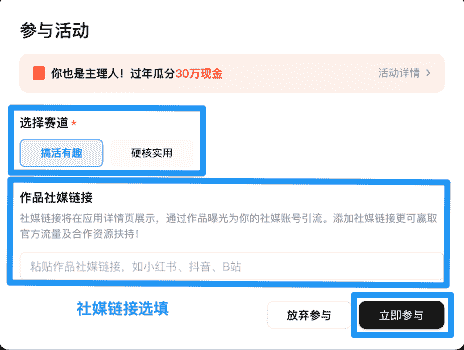 参与活动
你也是主理人！过年瓜分30万现金 活动详情 >
选择赛道 *
搞活有趣 硬核实用
作品社媒链接
社媒链接将在应用详情页展示，通过作品曝光为你的社媒账号引流。添加社媒链接更可赢取
官方流量及合作资源扶持！
粘贴作品社媒链接，如小红书、抖音、B站
社媒链接选填
放弃参与 立即参与